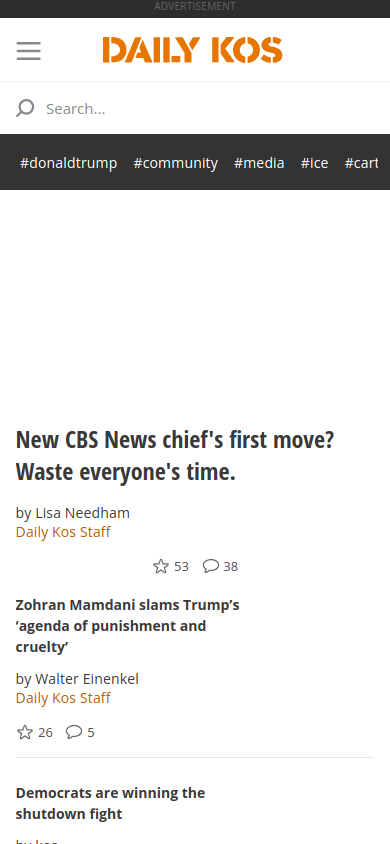 ADVERTISEMENT
DAILY KOS
Search...
#donaldtrump #community #media #ice #cart
New CBS News chief's first move?
Waste everyone's time.
by Lisa Needham
Daily Kos Staff
53 38
Zohran Mamdani slams Trump’s
‘agenda of punishment and
cruelty’
by Walter Einenkel
Daily Kos Staff
26 5
Democrats are winning the
shutdown fight
by kos